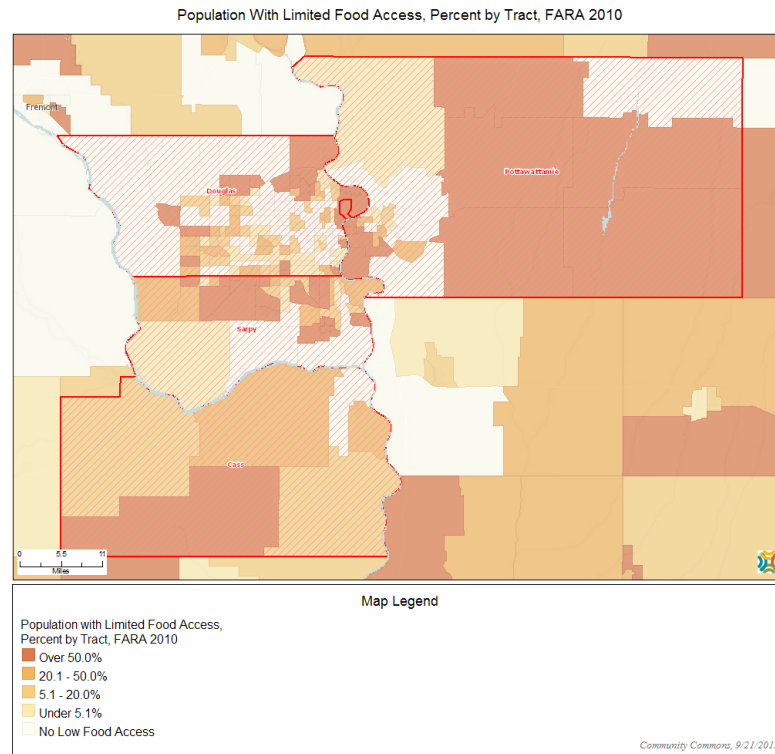 Population With Limited Food Access, Percent by Tract, FARA 2010
Fremont
Douglas
Pottawattamie
Sarpy
Cass
0 5.5 11
Miles
Map Legend
Population with Limited Food Access,
Percent by Tract, FARA 2010
Over 50.0%
20.1 - 50.0%
5.1 - 20.0%
Under 5.1%
No Low Food Access
Community Commons, 9/21/201